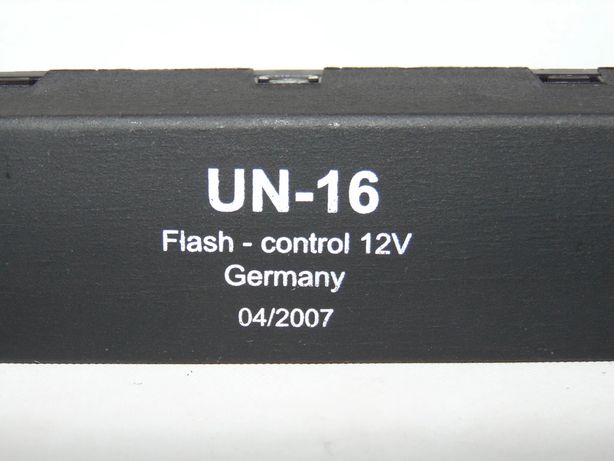 UN-16
Flash - control 12V
Germany
04/2007